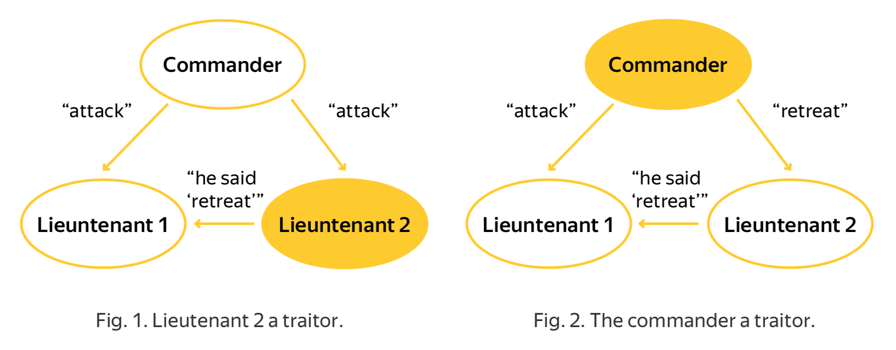 Commander
"attack"
"attack"
"he said
'retreat'"
Lieuntenant 1
Lieuntenant 2
Fig. 1. Lieutenant 2 a traitor.
Commander
"attack"
"retreat"
"he said
'retreat'"
Lieuntenant 1
Lieuntenant 2
Fig. 2. The commander a traitor.